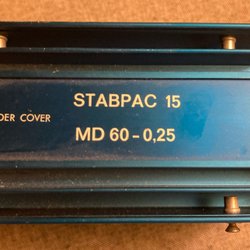 STABPAC 15
DER COVER
MD 60-0,25